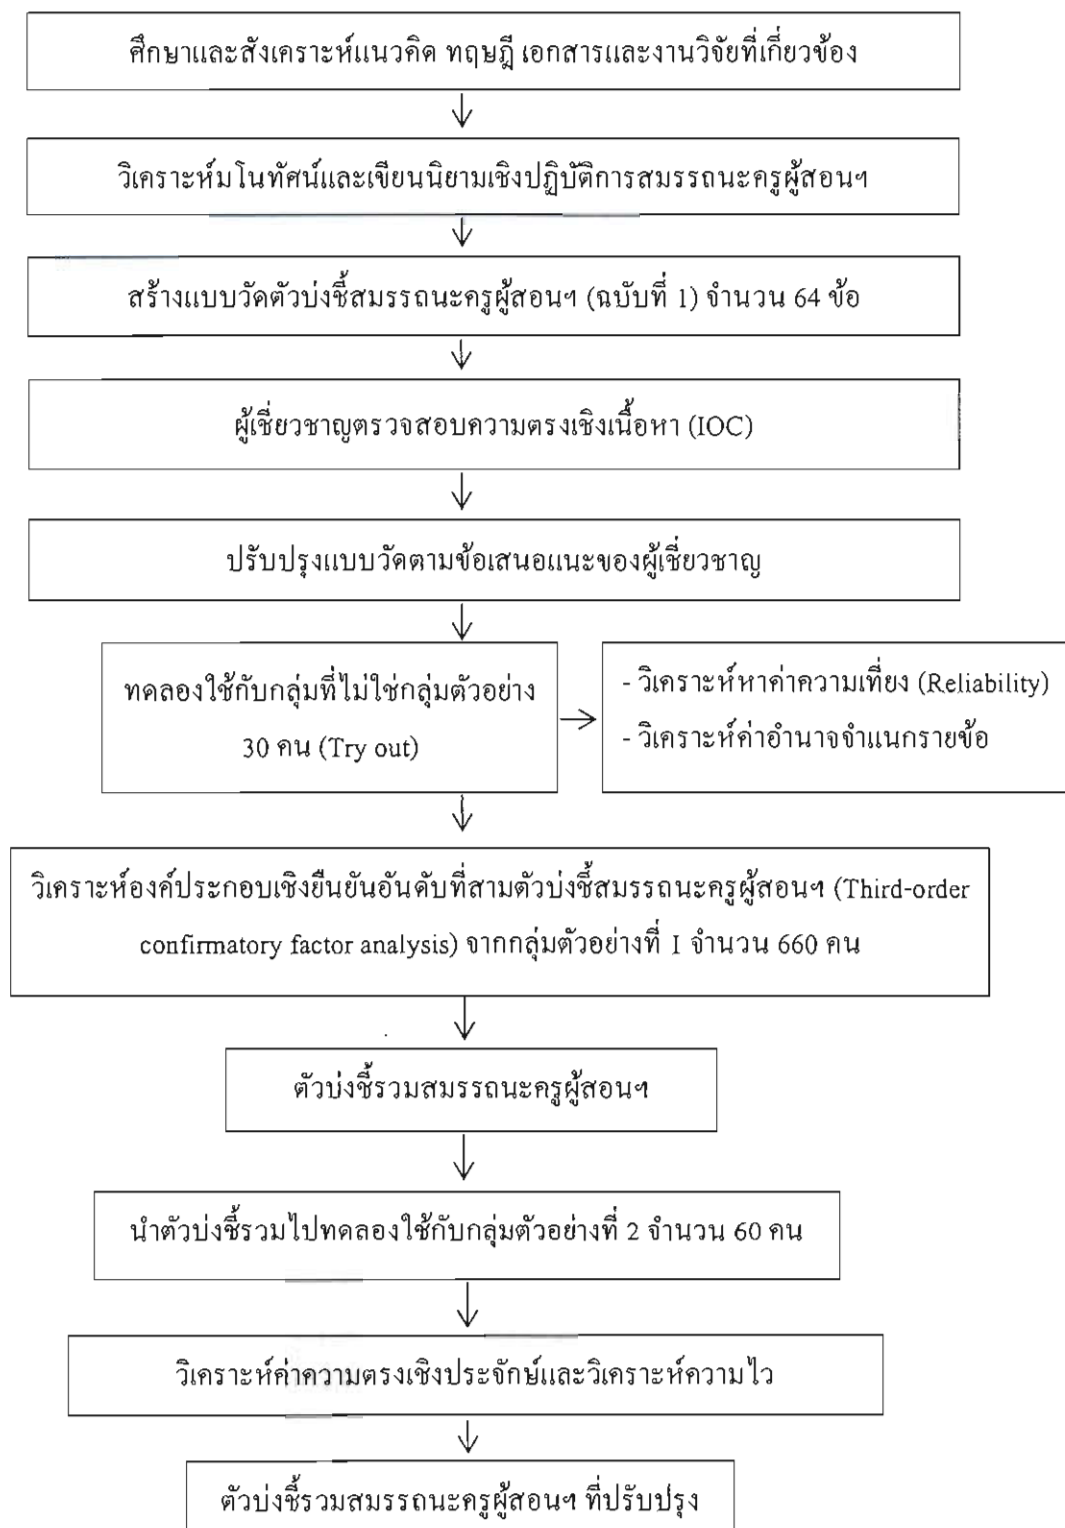 ศึกษาและสังเคราะห์แนวคิด ทฤษฎี เอกสารและงานวิจัยที่เกี่ยวข้อง
วิเคราะห์มโนทัศน์และเขียนนิยามเชิงปฏิบัติการสมรรถนะครูผู้สอนฯ
สร้างแบบวัดตัวบ่งชี้สมรรถนะครูผู้สอนฯ (ฉบับที่ 1) จำนวน 64 ข้อ
ผู้เชี่ยวชาญตรวจสอบความตรงเชิงเนื้อหา (IOC)
ปรับปรุงแบบวัดตามข้อเสนอแนะของผู้เชี่ยวชาญ
ทดลองใช้กับกลุ่มที่ไม่ใช่กลุ่มตัวอย่าง
30 คน (Try out)
- วิเคราะห์หาค่าความเที่ยง (Reliability)
- วิเคราะห์ค่าอำนาจจำแนกรายข้อ
วิเคราะห์องค์ประกอบเชิงยืนยันอันดับที่สามตัวบ่งชี้สมรรถนะครูผู้สอนฯ (Third-order
confirmatory factor analysis) จากกลุ่มตัวอย่างที่ 1 จำนวน 660 คน
ตัวบ่งชี้รวมสมรรถนะครูผู้สอนฯ
นำตัวบ่งชี้รวมไปทดลองใช้กับกลุ่มตัวอย่างที่ 2 จำนวน 60 คน
วิเคราะห์ค่าความตรงเชิงประจักษ์และวิเคราะห์ความไว
ตัวบ่งชี้รวมสมรรถนะครูผู้สอนฯ ที่ปรับปรุง